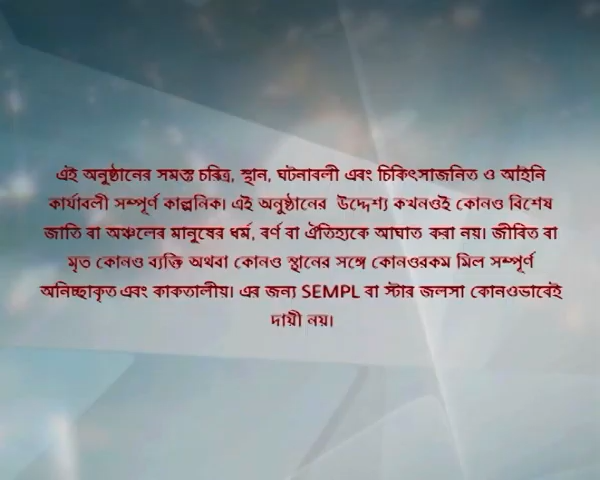 এই অনুষ্ঠানের সমস্ত চরিত্র, স্থান, ঘটনাবলী এবং চিকিৎসাজনিত ও আইনি
কার্যাবলী সম্পূর্ণ কাল্পনিক। এই অনুষ্ঠানের উদ্দেশ্য কখনওই কোনও বিশেষ
জাতি বা অঞ্চলের মানুষের ধর্ম, বর্ণ বা ঐতিহ্যকে আঘাত করা নয়। জীবিত বা
মৃত কোনও ব্যক্তি অথবা কোনও স্থানের সঙ্গে কোনওরকম মিল সম্পূর্ণ
অনিচ্ছাকৃত এবং কাকতালীয়। এর জন্য SEMPL বা স্টার জলসা কোনওভাবেই
দায়ী নয়।